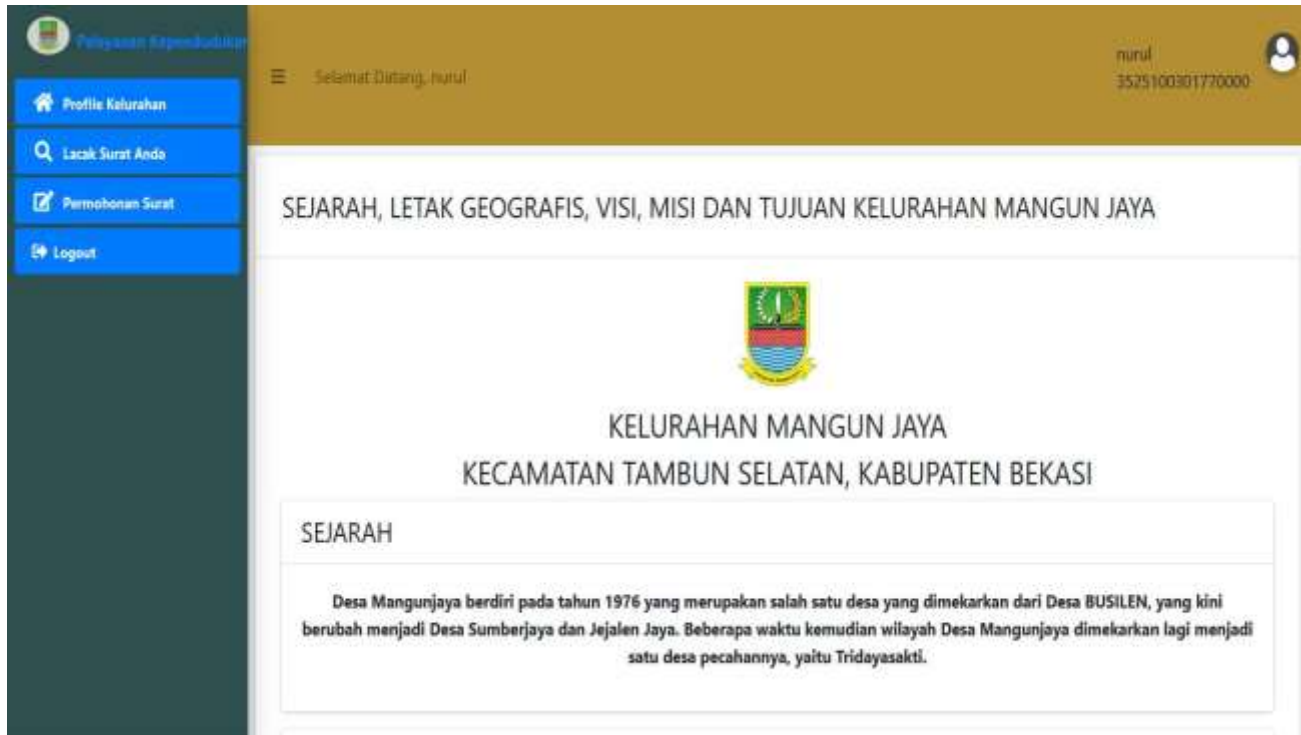 Pelayanan Kependudukan
Profile Kelurahan
Lacak Surat Anda
Permohonan Surat
Logout
Selamat Datang, nurul
nurul
3525100301770000
SEJARAH, LETAK GEOGRAFIS, VISI, MISI DAN TUJUAN KELURAHAN MANGUN JAYA
KELURAHAN MANGUN JAYA
KECAMATAN TAMBUN SELATAN, KABUPATEN BEKASI
SEJARAH
Desa Mangunjaya berdiri pada tahun 1976 yang merupakan salah satu desa yang dimekarkan dari Desa BUSILEN, yang kini
berubah menjadi Desa Sumberjaya dan Jejalen Jaya. Beberapa waktu kemudian wilayah Desa Mangunjaya dimekarkan lagi menjadi
satu desa pecahannya, yaitu Tridayasakti.